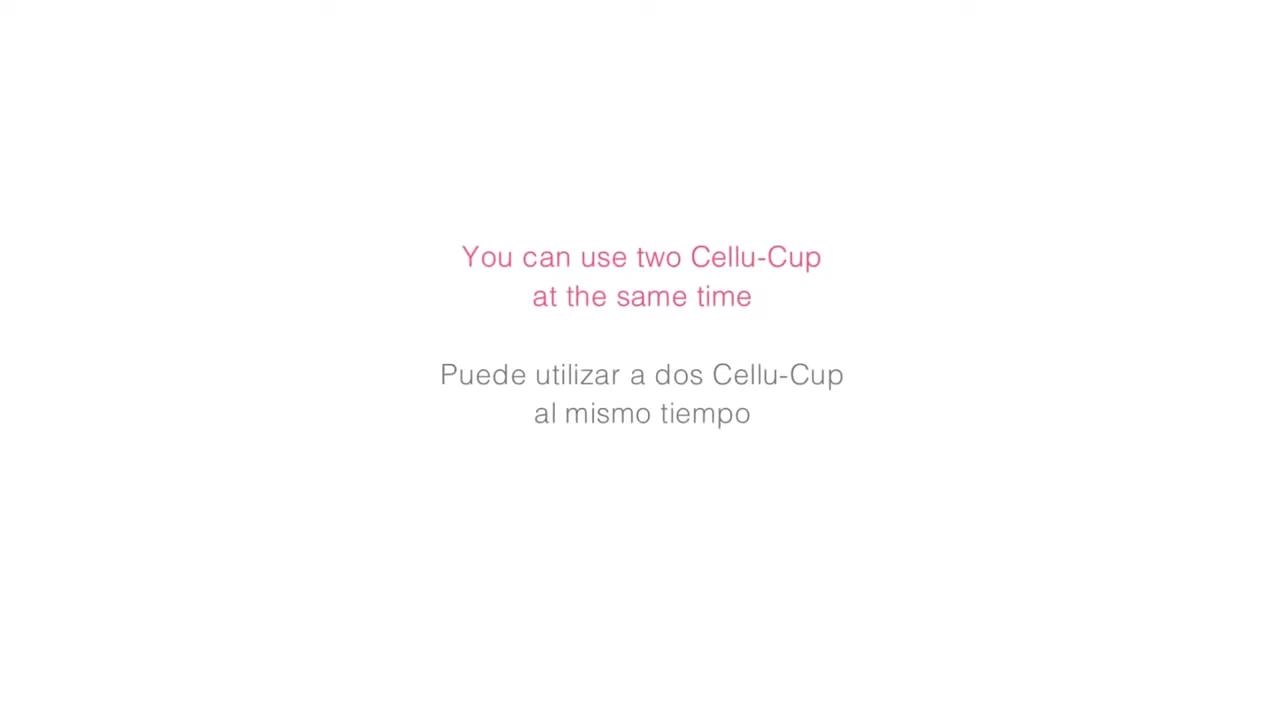 You can use two Cellu-Cup
at the same time
Puede utilizar a dos Cellu-Cup
al mismo tiempo